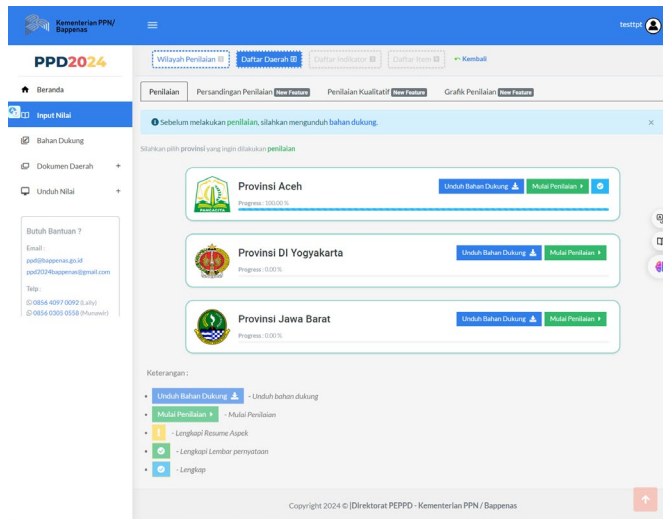 Kementerian PPN/
Bappenas
testtpt
PPD2024
Wilayah Penilaian
Daftar Daerah
Daftar Indikator
Daftar Item
Kembali
Beranda
Input Nilai
Bahan Dukung
Dokumen Daerah +
Unduh Nilai +
Penilaian
Persandingan Penilaian New Feature
Penilaian Kualitatif New Feature
Grafik Penilaian New Feature
Sebelum melakukan penilaian, silahkan mengunduh bahan dukung. ×
Silahkan pilih provinsi yang ingin dilakukan penilaian
Provinsi Aceh
Unduh Bahan Dukung
Mulai Penilaian
Progress : 100.00 %
PANCACITA
Provinsi DI Yogyakarta
Unduh Bahan Dukung
Mulai Penilaian
Progress : 0.00 %
Provinsi Jawa Barat
Unduh Bahan Dukung
Mulai Penilaian
Progress : 0.00 %
Butuh Bantuan ?
Email :
ppd@bappenas.go.id
ppd2024bappenas@gmail.com
Telp :
0856 4097 0092 (Lally)
0856 0305 0558 (Munawir)
Keterangan :
Unduh Bahan Dukung - Unduh bahan dukung
Mulai Penilaian - Mulai Penilaian
! - Lengkapi Resume Aspek
- Lengkapi Lembar pernyataan
- Lengkap
Copyright 2024 © |Direktorat PEPPD - Kementerian PPN / Bappenas